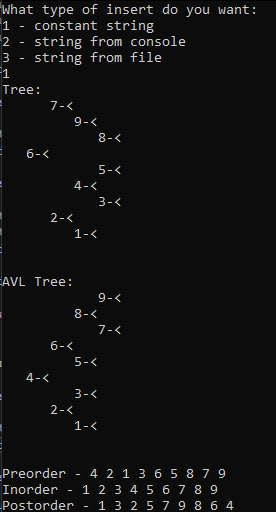 What type of insert do you want:
1 - constant string
2 - string from console
3 - string from file
1
Tree:
      7-<
         9-<
            8-<
   6-<
            5-<
         4-<
            3-<
      2-<
         1-<
AVL Tree:
            9-<
         8-<
            7-<
      6-<
         5-<
   4-<
         3-<
      2-<
         1-<
Preorder - 4 2 1 3 6 5 8 7 9
Inorder - 1 2 3 4 5 6 7 8 9
Postorder - 1 3 2 5 7 9 8 6 4